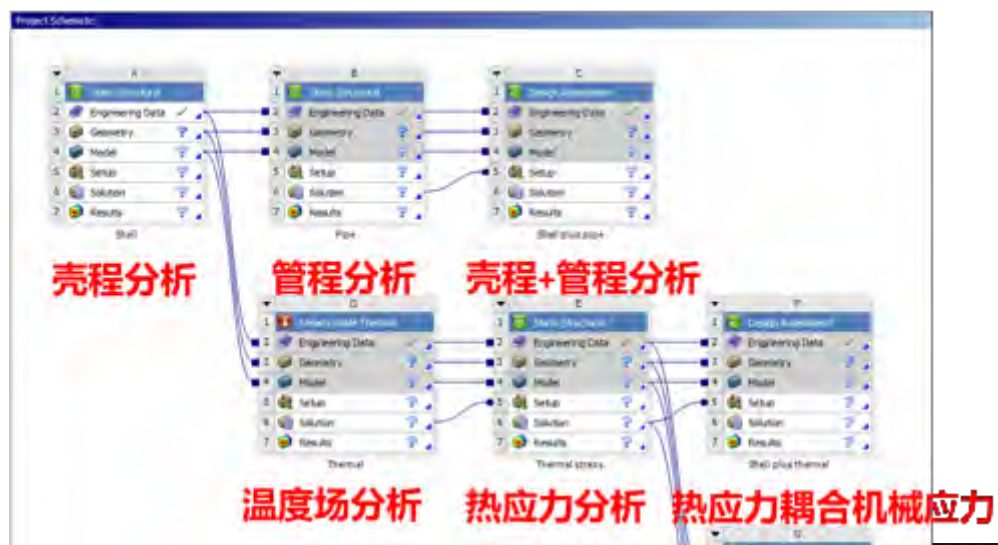 Project Schematic
A
1 Static Structural
2 Engineering Data
3 Geometry
4 Model
5 Setup
6 Solution
7 Results
Shell
壳程分析
B
1 Static Structural
2 Engineering Data
3 Geometry
4 Model
5 Setup
6 Solution
7 Results
Pipe
管程分析
C
1 Design Assessment
2 Engineering Data
3 Geometry
4 Model
5 Setup
6 Solution
7 Results
Shell plus pipe
壳程+管程分析
D
1 Steady-State Thermal
2 Engineering Data
3 Geometry
4 Model
5 Setup
6 Solution
7 Results
Thermal
温度场分析
E
1 Static Structural
2 Engineering Data
3 Geometry
4 Model
5 Setup
6 Solution
7 Results
Thermal stress
热应力分析
F
1 Design Assessment
2 Engineering Data
3 Geometry
4 Model
5 Setup
6 Solution
7 Results
Shell plus thermal
热应力耦合机械应力
G